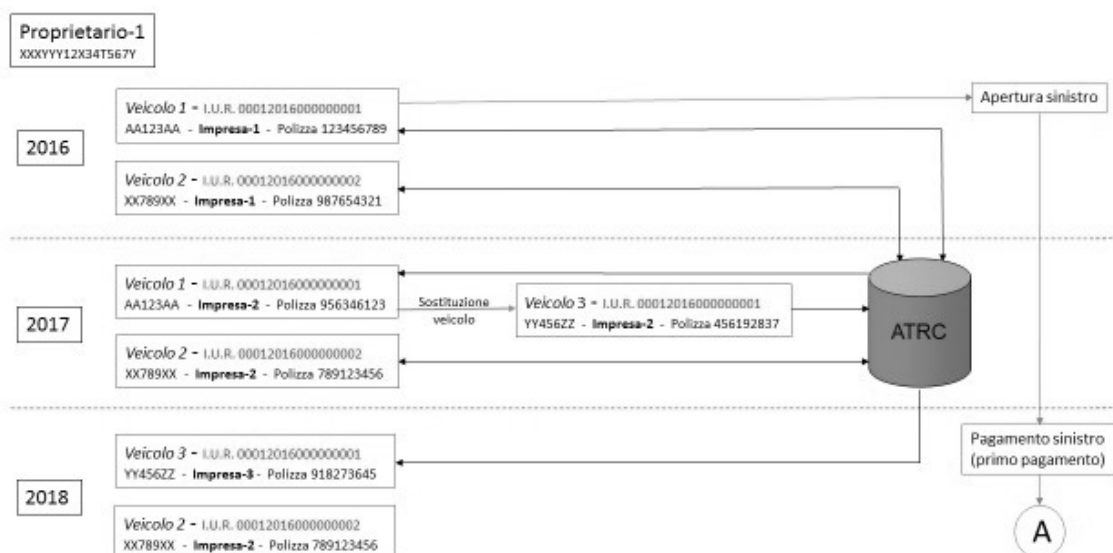 Proprietario-1
XXXYYY12X34T567Y
Veicolo 1 - I.U.R. 00012016000000001
AA123AA - Impresa-1 - Polizza 123456789
Apertura sinistro
2016
Veicolo 2 - I.U.R. 00012016000000002
XX789XX - Impresa-1 - Polizza 987654321
Veicolo 1 - I.U.R. 00012016000000001
AA123AA - Impresa-2 - Polizza 956346123
Sostituzione
veicolo
Veicolo 3 - I.U.R. 00012016000000001
YY456ZZ - Impresa-2 - Polizza 456192837
ATRC
2017
Veicolo 2 - I.U.R. 00012016000000002
XX789XX - Impresa-2 - Polizza 789123456
Pagamento sinistro
(primo pagamento)
Veicolo 3 - I.U.R. 00012016000000001
YY456ZZ - Impresa-3- Polizza 918273645
2018
Veicolo 2 - I.U.R. 00012016000000002
XX789XX - Impresa-2 - Polizza 789123456
A